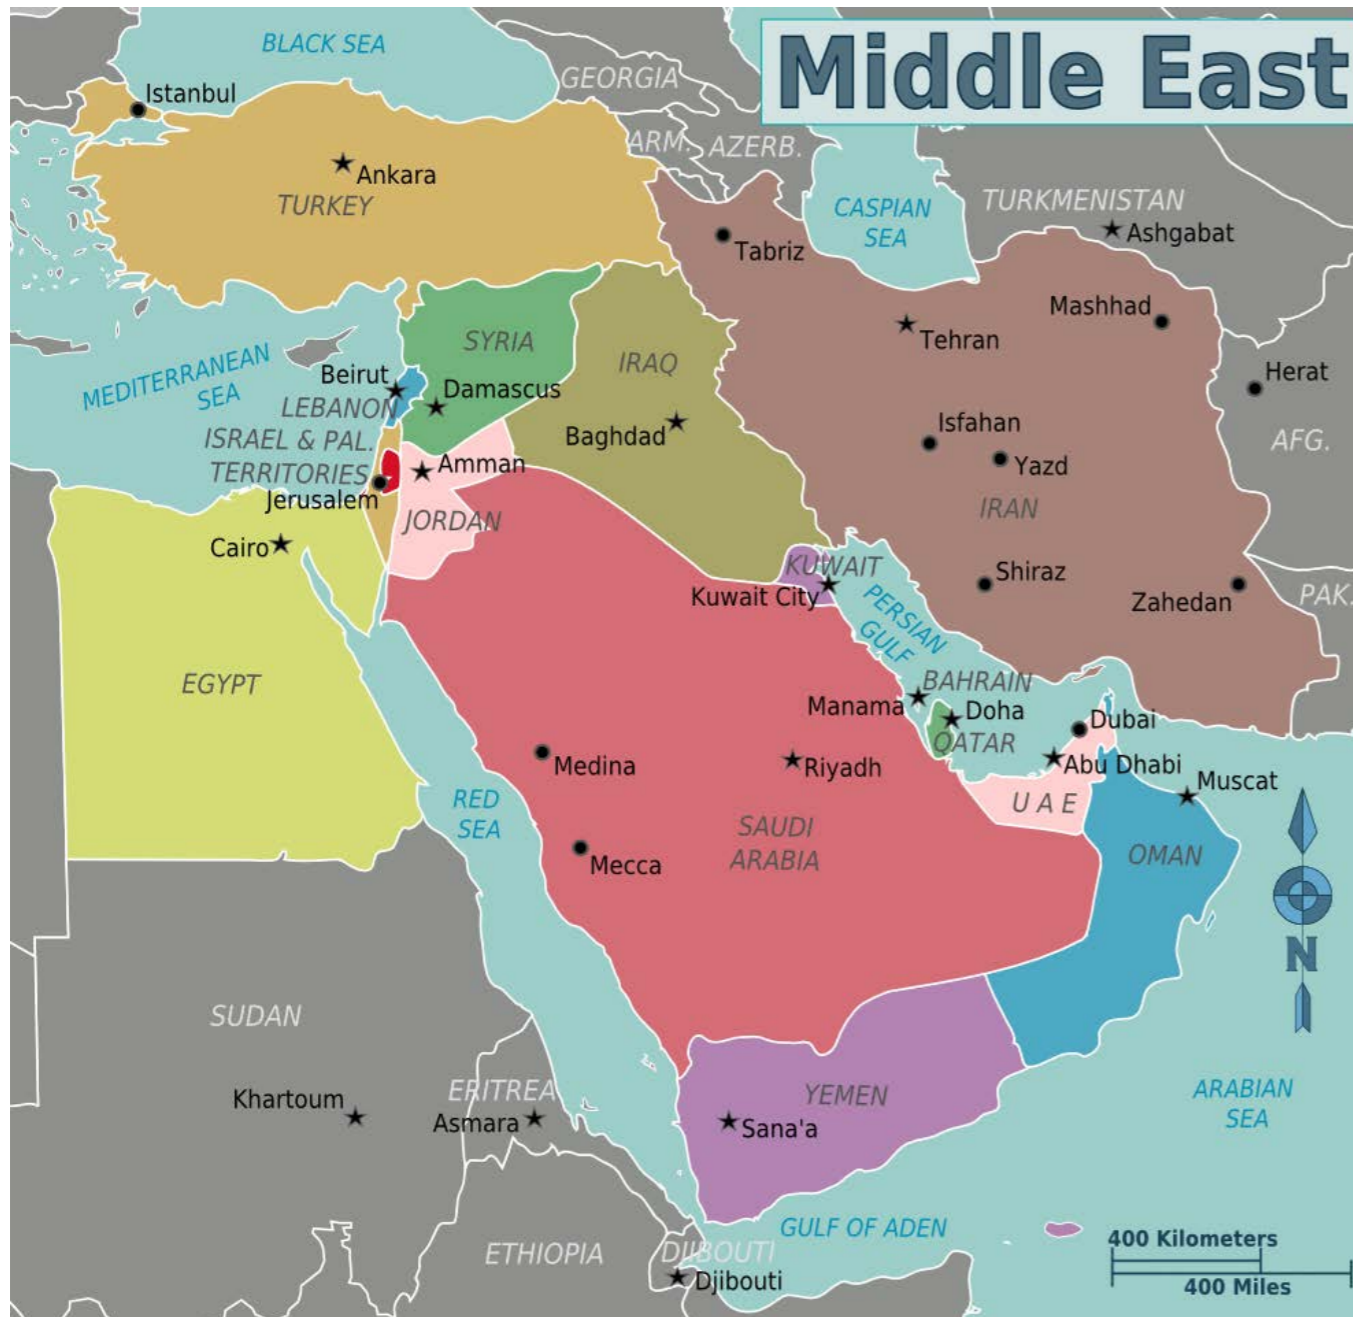 Middle East
BLACK SEA
GEORGIA
Istanbul
ARM.
AZERB.
Ankara
TURKEY
CASPIAN
SEA
TURKMENISTAN
Ashgabat
Tabriz
Mashhad
Tehran
SYRIA
IRAQ
MEDITERRANEAN
SEA
Beirut
Damascus
LEBANON
Herat
ISRAEL & PAL.
TERRITORIES
Baghdad
Isfahan
AFG.
Amman
Yazd
Jerusalem
JORDAN
IRAN
Cairo
KUWAIT
Kuwait City
Shiraz
Zahedan
PAK.
PERSIAN
GULF
EGYPT
BAHRAIN
Manama
Doha
Dubai
QATAR
Medina
Riyadh
Abu Dhabi
Muscat
RED
SEA
U A E
SAUDI
ARABIA
Mecca
OMAN
N
SUDAN
ERITREA
YEMEN
ARABIAN
SEA
Khartoum
Asmara
Sana'a
GULF OF ADEN
ETHIOPIA
DJIBOUTI
Djibouti
400 Kilometers
400 Miles